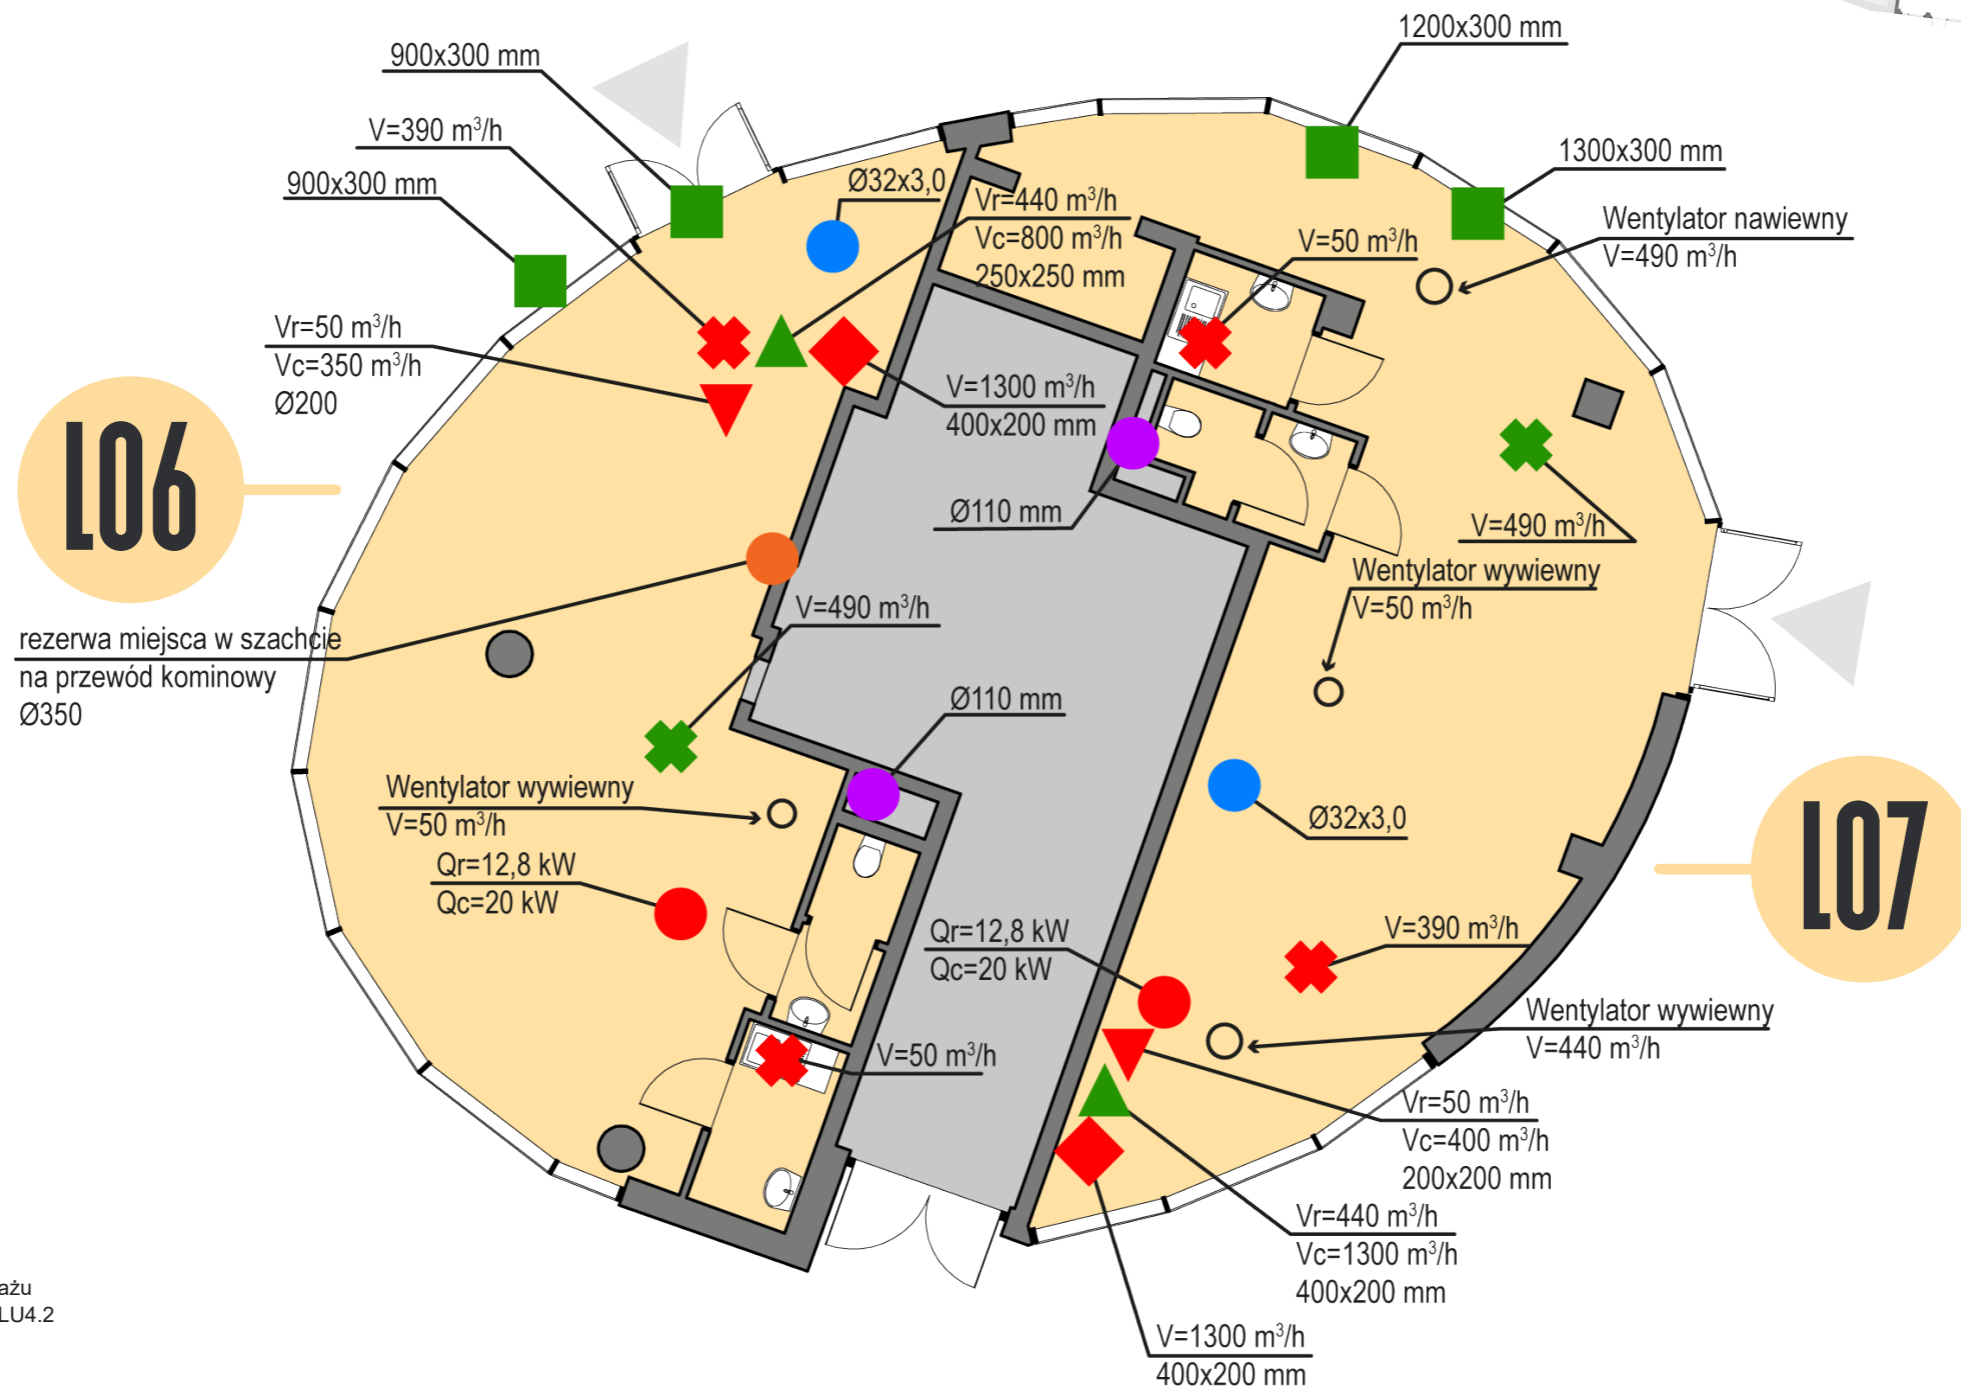 1200x300 mm
900x300 mm
V=390 m³/h
1300x300 mm
900x300 mm
Ø32x3,0
Vr=440 m³/h
Vc=800 m³/h
250x250 mm
V=50 m³/h
Wentylator nawiewny
V=490 m³/h
Vr=50 m³/h
Vc=350 m³/h
Ø200
V=1300 m³/h
400x200 mm
L06
Ø110 mm
V=490 m³/h
Wentylator wywiewny
V=50 m³/h
V=490 m³/h
rezerwa miejsca w szachcie
na przewód kominowy
Ø350
Ø110 mm
Wentylator wywiewny
V=50 m³/h
Ø32x3,0
L07
Qr=12,8 kW
Qc=20 kW
Qr=12,8 kW
Qc=20 kW
V=390 m³/h
Wentylator wywiewny
V=440 m³/h
V=50 m³/h
Vr=50 m³/h
Vc=400 m³/h
200x200 mm
Vr=440 m³/h
Vc=1300 m³/h
400x200 mm
ażu
LU4.2
V=1300 m³/h
400x200 mm